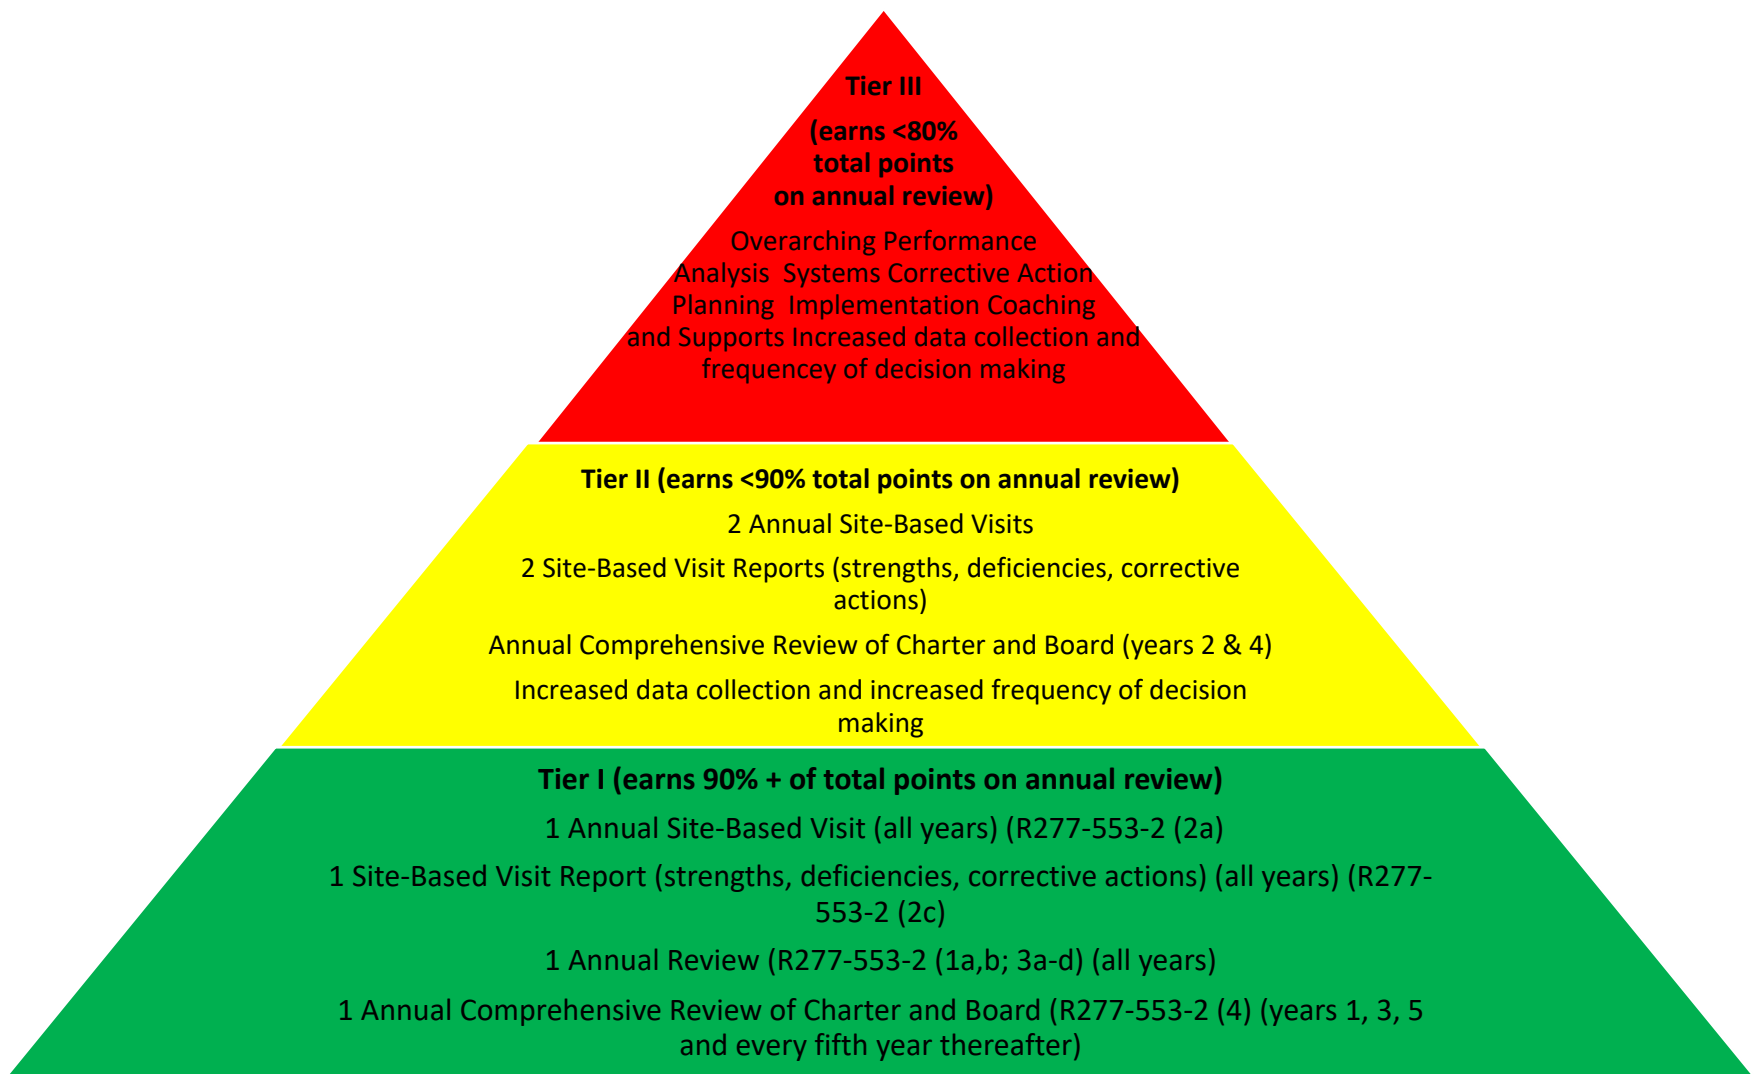 Tier III
(earns <80%
total points
on annual review)
Overarching Performance
Analysis  Systems Corrective Action
Planning  Implementation Coaching
and Supports Increased data collection and
frequencey of decision making
Tier II (earns <90% total points on annual review)
2 Annual Site-Based Visits
2 Site-Based Visit Reports (strengths, deficiencies, corrective
actions)
Annual Comprehensive Review of Charter and Board (years 2 & 4)
Increased data collection and increased frequency of decision
making
Tier I (earns 90% + of total points on annual review)
1 Annual Site-Based Visit (all years) (R277-553-2 (2a)
1 Site-Based Visit Report (strengths, deficiencies, corrective actions) (all years) (R277-
553-2 (2c)
1 Annual Review (R277-553-2 (1a,b; 3a-d) (all years)
1 Annual Comprehensive Review of Charter and Board (R277-553-2 (4) (years 1, 3, 5
and every fifth year thereafter)